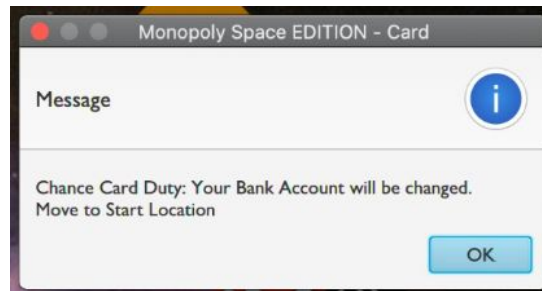 Monopoly Space EDITION - Card
Message
Chance Card Duty: Your Bank Account will be changed.
Move to Start Location
OK